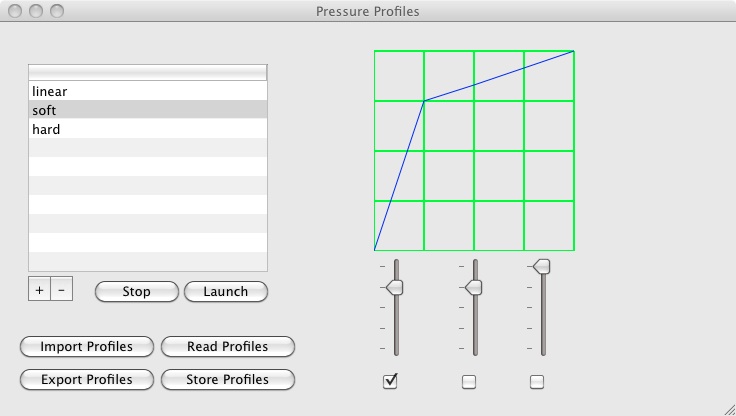 Pressure Profiles
linear
soft
hard
+ -
Stop
Launch
Import Profiles
Read Profiles
Export Profiles
Store Profiles